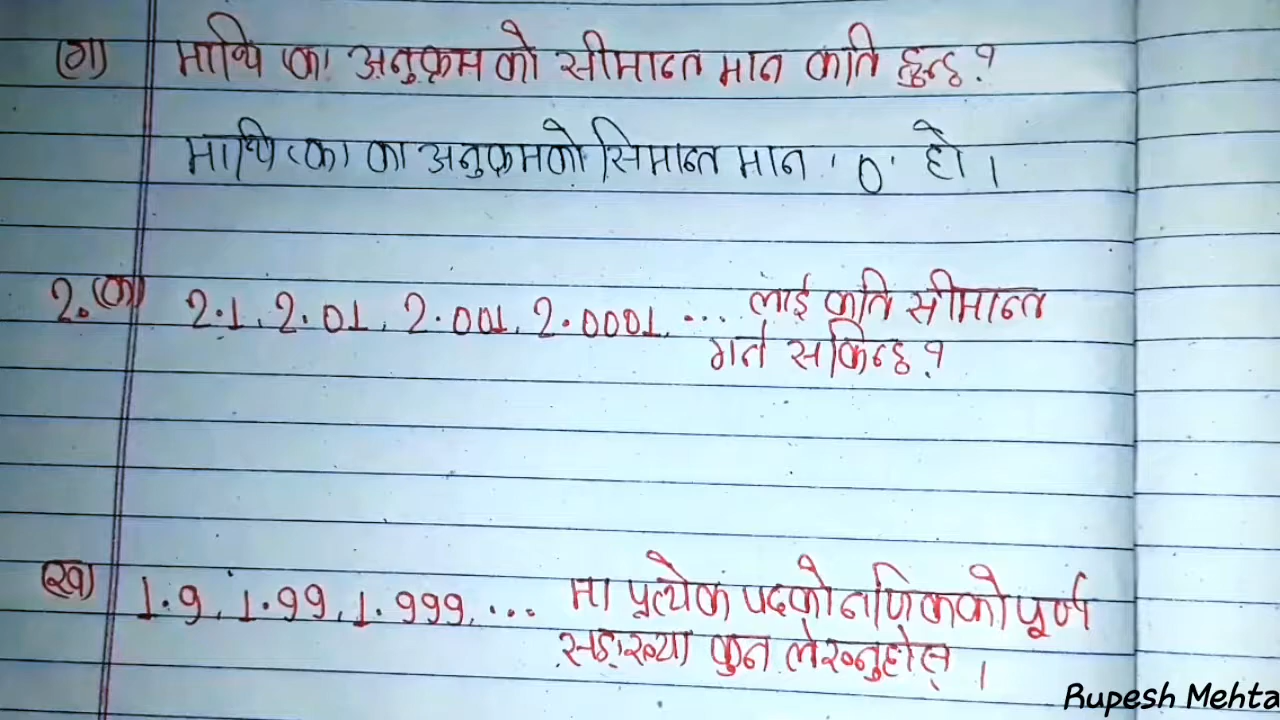 (ग) माथि (का) अनुक्रमको सीमान्त मान कति हुन्छ ?
माथि (क) का अनुक्रमको सिमान्त मान '0' हो ।
2.(क) 2.1, 2.01, 2.001, 2.0001, ... लाई कति सीमान्त
गर्न सकिन्छ ?
(ख) 1.9, 1.99, 1.999, ... मा प्रत्येक पदको नजिकको पूर्ण
सङ्ख्या कुन लेख्नुहोस् ।
Rupesh Mehta